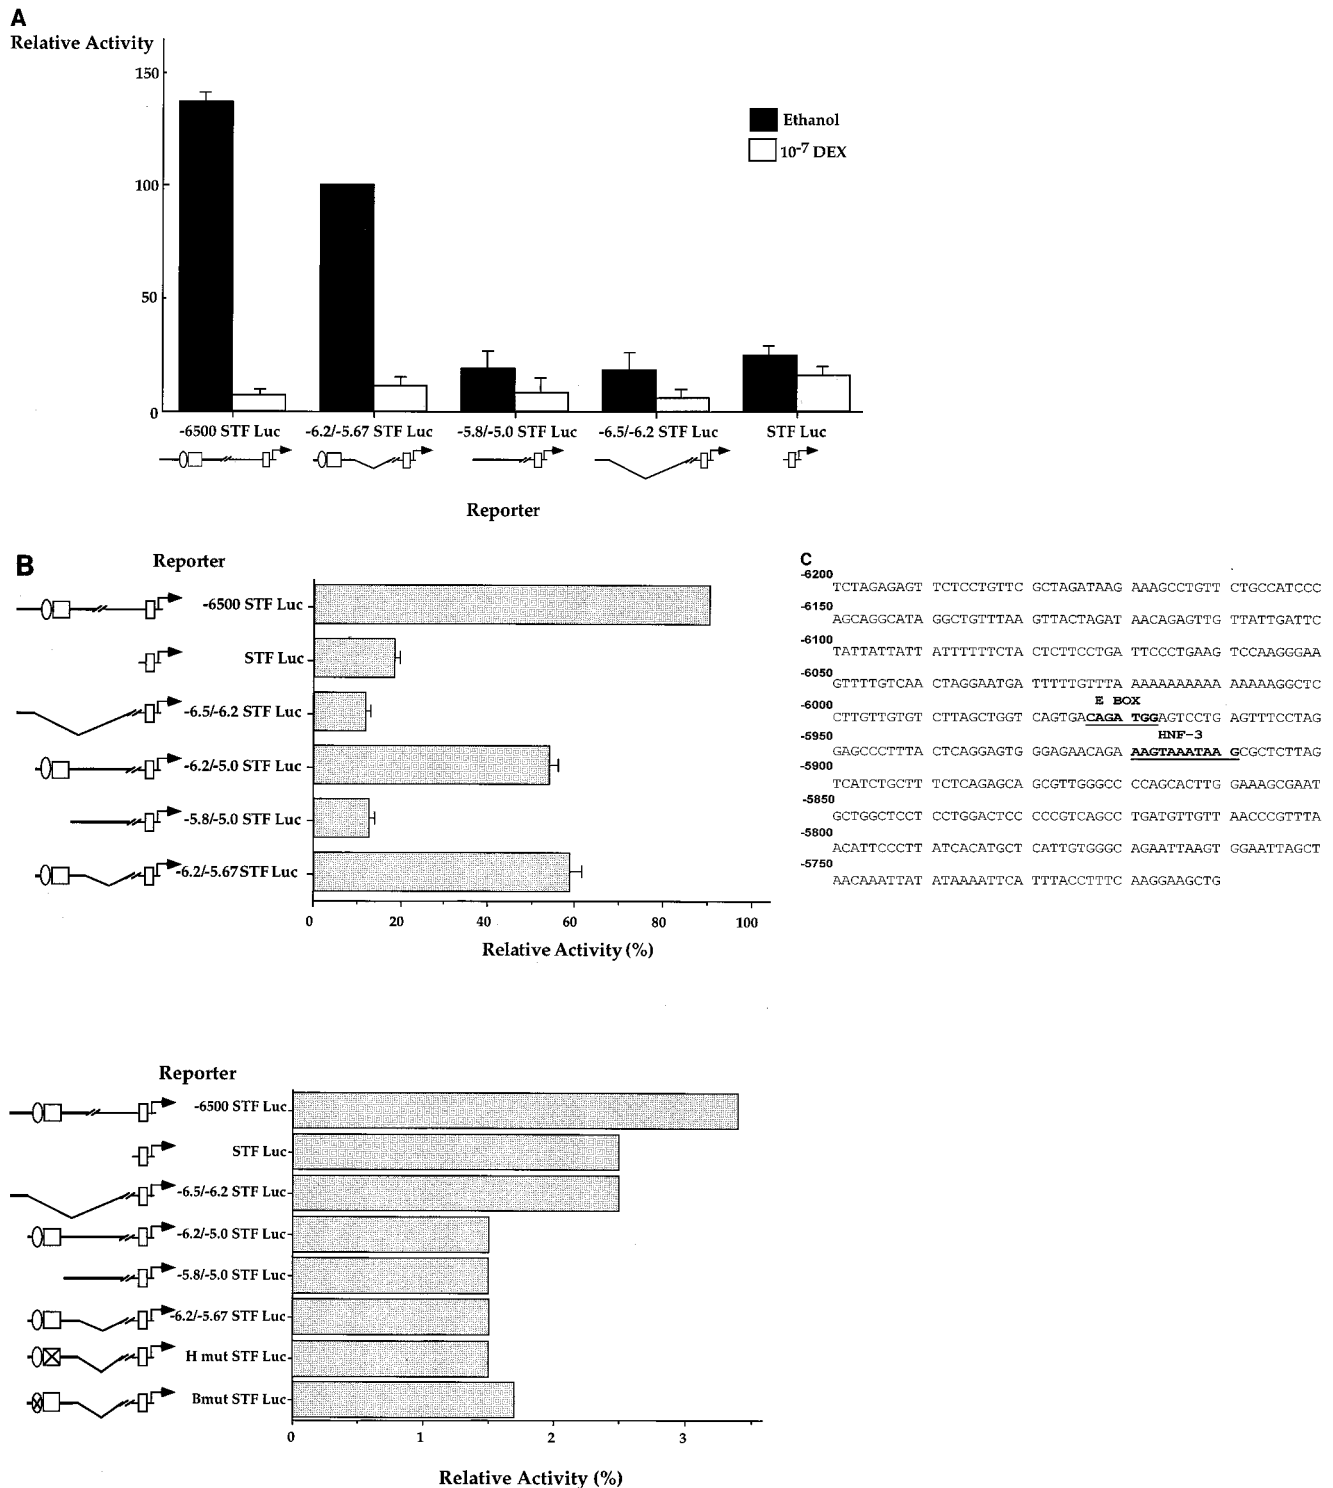 A
Relative Activity
150
100
50
0
Ethanol
10-7 DEX
-6500 STF Luc
-6.2/-5.67 STF Luc
-5.8/-5.0 STF Luc
-6.5/-6.2 STF Luc
STF Luc
Reporter
B
Reporter
-6500 STF Luc
STF Luc
-6.5/-6.2 STF Luc
-6.2/-5.0 STF Luc
-5.8/-5.0 STF Luc
-6.2/-5.67 STF Luc
0 20 40 60 80 100
Relative Activity (%)
C
-6200
TCTAGAGAGT TCTCCTGTTC GCTAGATAAG AAAGCCTGTT CTGCCATCCC
-6150
AGCAGGCATA GGCTGTTTAA GTTACTAGAT AACAGAGTTG TTATTGATTC
-6100
TATTATTATT ATTTTTTCTA CTCTTCCTGA TTCCCTGAAG TCCAAGGGAA
-6050
GTTTTGTCAA CTAGGAATGA TTTTTGTTTA AAAAAAAAAA AAAAAGGCTC
-6000
E BOX
CTTGTTGTGT CTTAGCTGGT CAGTGACAGA TGGAGTCCTG AGTTTCCTAG
-5950
HNF-3
GAGCCCTTTA CTCAGGAGTG GGAGAACAGA AAGTAAATAA GCGCTCTTAG
-5900
TCATCTGCTT TCTCAGAGCA GCGTTGGGCC CCAGCACTTG GAAAGCGAAT
-5850
GCTGGCTCCT CCTGGACTCC CCCGTCAGCC TGATGTTGTT AACCCGTTTA
-5800
ACATTCCCTT ATCACATGCT CATTGTGGGC AGAATTAAGT GGAATTAGCT
-5750
AACAAATTAT ATAAAATTCA TTTACCTTTC AAGGAAGCTG
Reporter
-6500 STF Luc
STF Luc
-6.5/-6.2 STF Luc
-6.2/-5.0 STF Luc
-5.8/-5.0 STF Luc
-6.2/-5.67 STF Luc
H mut STF Luc
Bmut STF Luc
0 1 2 3
Relative Activity (%)